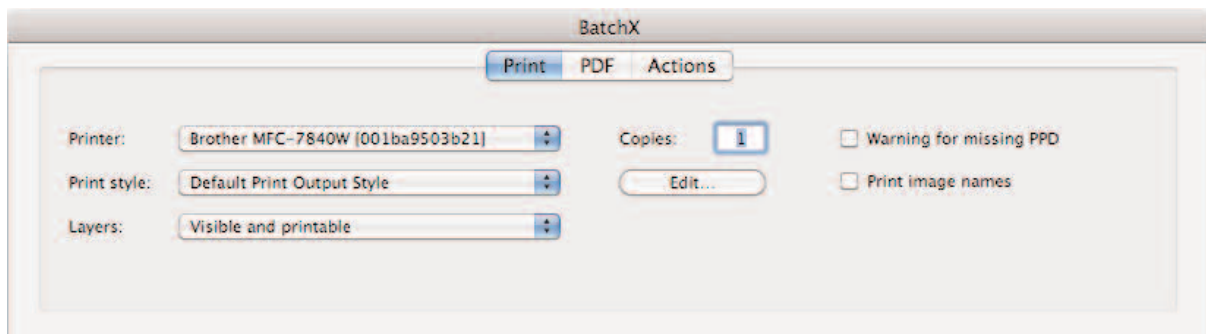 BatchX
Print PDF Actions
Printer: Brother MFC-7840W [001ba9503b21] Copies: 1 Warning for missing PPD
Print style: Default Print Output Style Edit... Print image names
Layers: Visible and printable